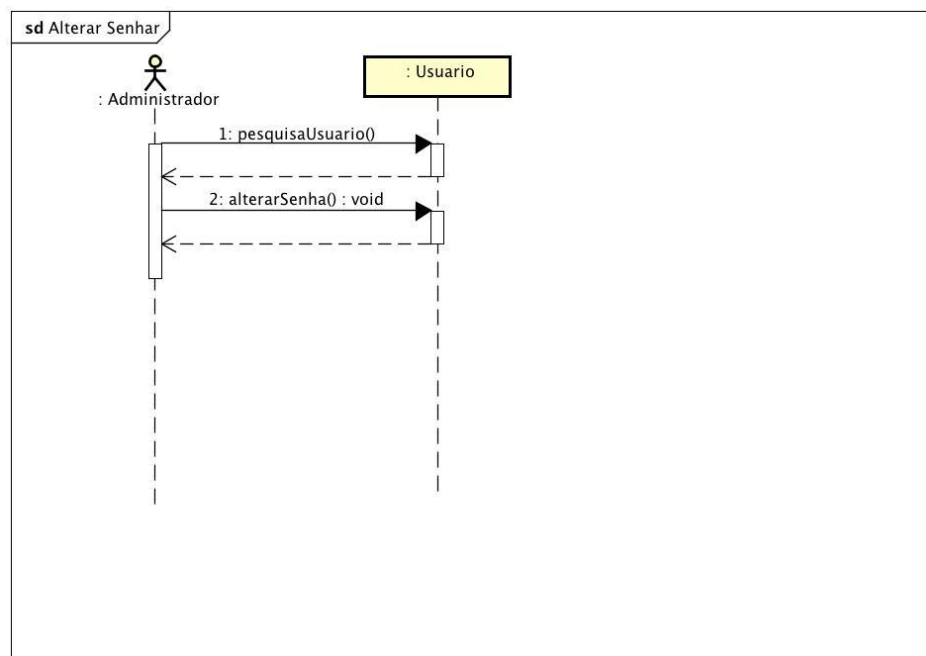 sd Alterar Senhar
: Administrador
: Usuario
1: pesquisaUsuario()
2: alterarSenha() : void